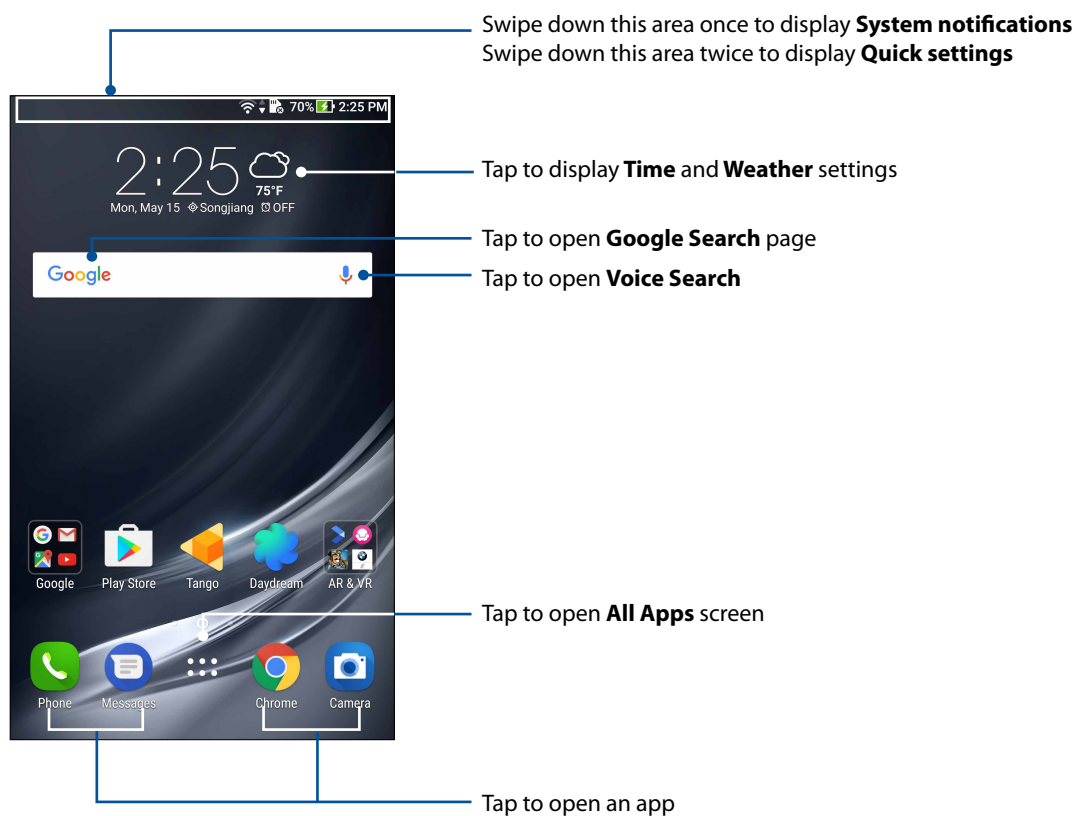 Swipe down this area once to display System notifications
Swipe down this area twice to display Quick settings
70% 2:25 PM
2:25
75°F
Mon, May 15 Songjiang OFF
Tap to display Time and Weather settings
Tap to open Google Search page
Google
Tap to open Voice Search
Google Play Store Tango Daydream AR & VR
Tap to open All Apps screen
Phone Messages Chrome Camera
Tap to open an app